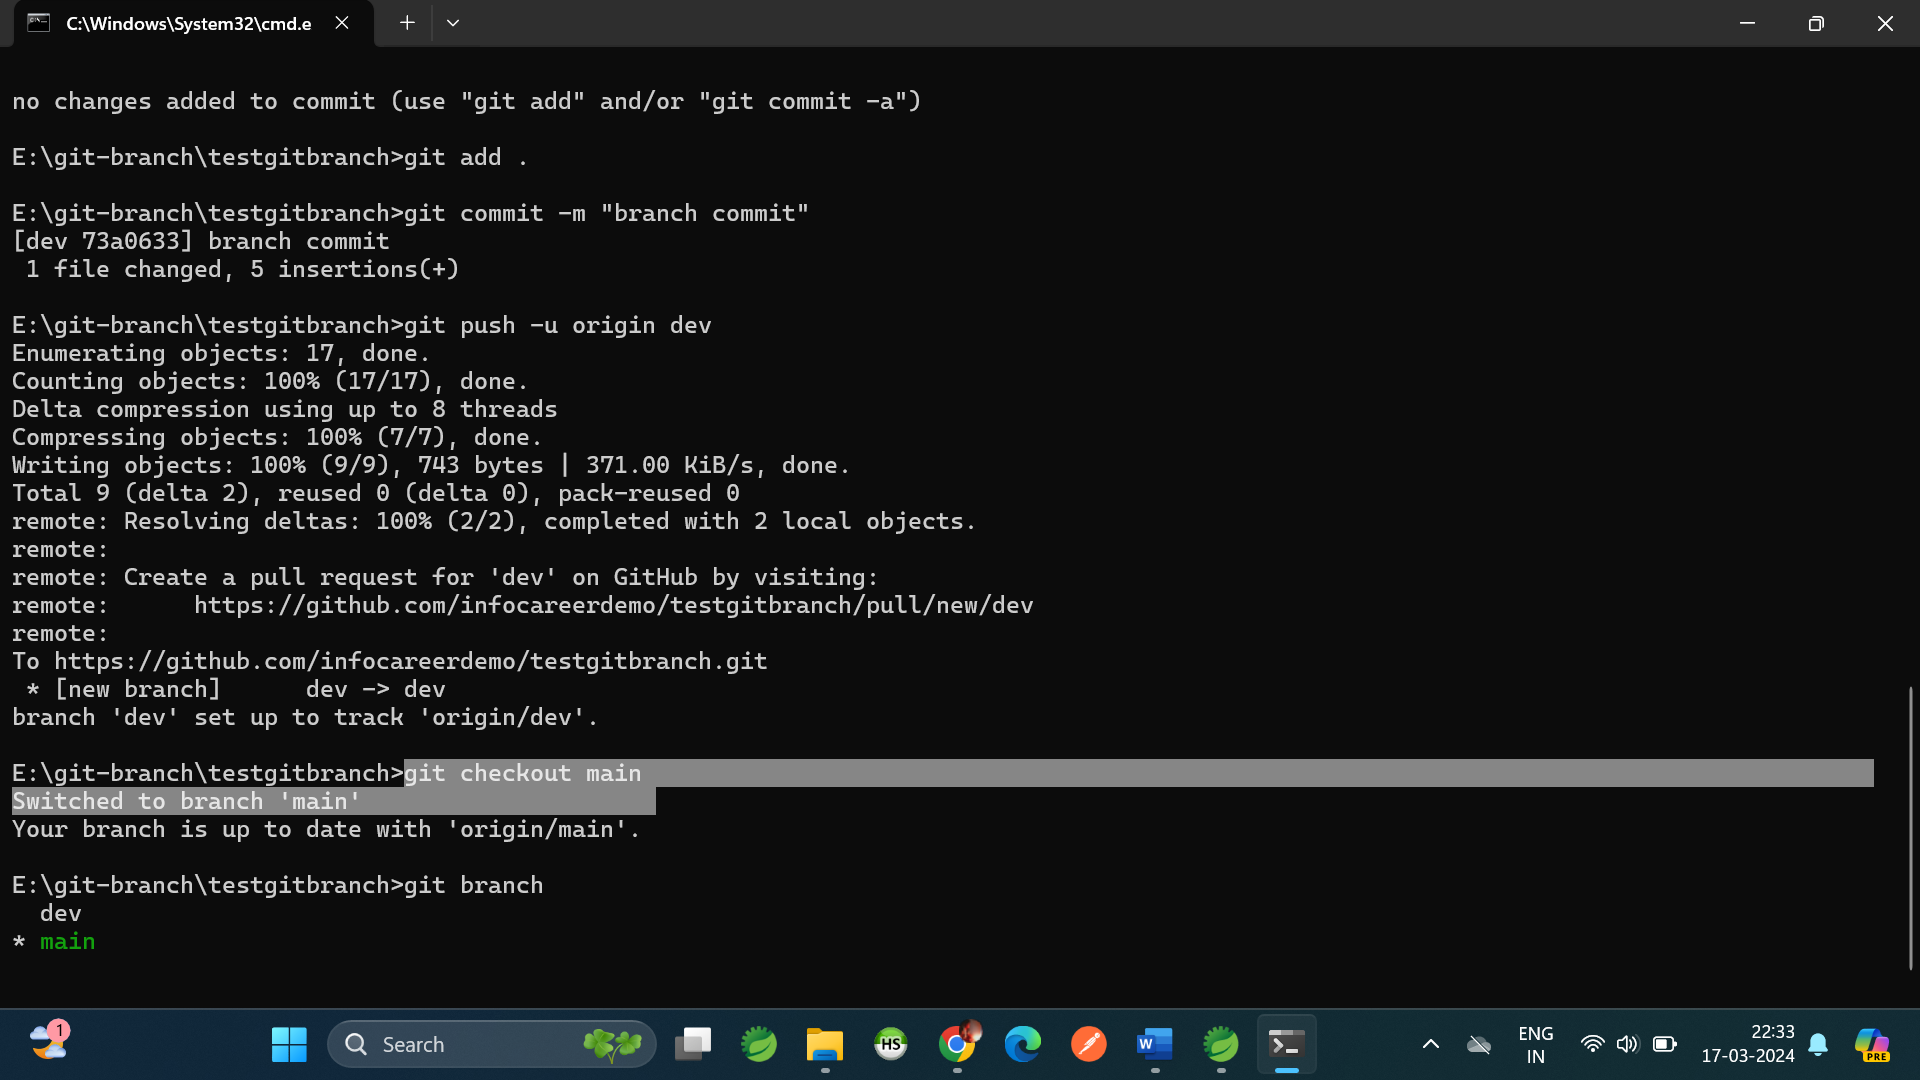 C:\Windows\System32\cmd.e
no changes added to commit (use "git add" and/or "git commit -a")
E:\git-branch\testgitbranch>git add .
E:\git-branch\testgitbranch>git commit -m "branch commit"
[dev 73a0633] branch commit
1 file changed, 5 insertions(+)
E:\git-branch\testgitbranch>git push -u origin dev
Enumerating objects: 17, done.
Counting objects: 100% (17/17), done.
Delta compression using up to 8 threads
Compressing objects: 100% (7/7), done.
Writing objects: 100% (9/9), 743 bytes | 371.00 KiB/s, done.
Total 9 (delta 2), reused 0 (delta 0), pack-reused 0
remote: Resolving deltas: 100% (2/2), completed with 2 local objects.
remote:
remote: Create a pull request for 'dev' on GitHub by visiting:
remote:      https://github.com/infocareerdemo/testgitbranch/pull/new/dev
remote:
To https://github.com/infocareerdemo/testgitbranch.git
* [new branch]      dev -> dev
branch 'dev' set up to track 'origin/dev'.
E:\git-branch\testgitbranch>git checkout main
Switched to branch 'main'
Your branch is up to date with 'origin/main'.
E:\git-branch\testgitbranch>git branch
dev
* main
1
Search
HS
W
ENG
IN
22:33
17-03-2024
PRE